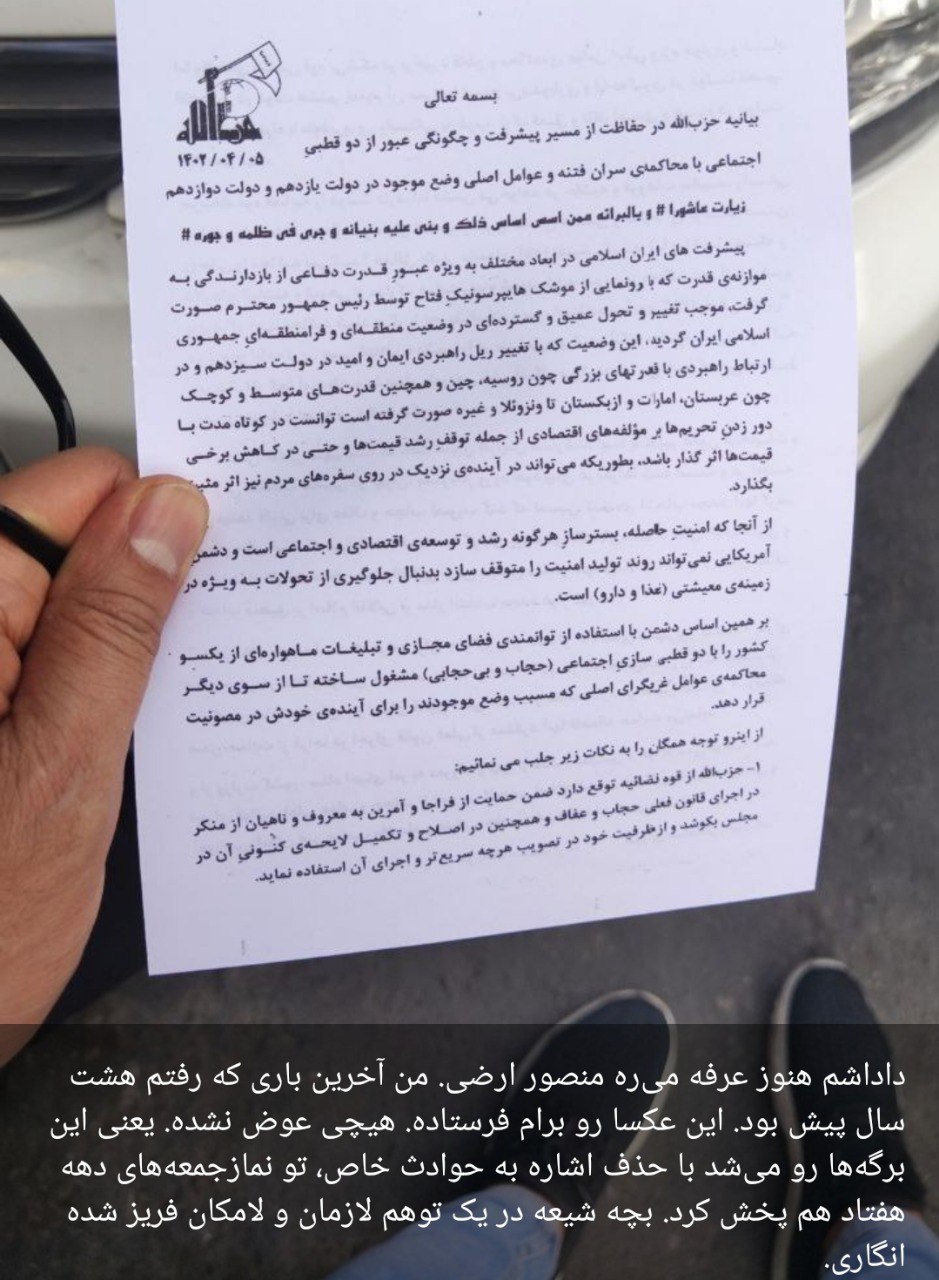 حزب‌الله
۱۴۰۲/۰۴/۰۵
بسمه تعالی
بیانیه حزب‌الله در حفاظت از مسیر پیشرفت و چگونگی عبور از دو قطبیِ
اجتماعی با محاکمه‌ی سران فتنه و عوامل اصلی وضع موجود در دولت یازدهم و دولت دوازدهم
زیارت عاشورا # و بالبرائه ممن اسس اساس ذلک و بنی علیه بنیانه و جری فی ظلمه و جوره #
پیشرفت های ایران اسلامی در ابعاد مختلف به ویژه عبورِ قدرت دفاعی از بازدارندگی به
موازنه‌ی قدرت که با رونمایی از موشک هایپرسونیکِ فتاح توسط رئیس جمهور محترم صورت
گرفت، موجب تغییر و تحول عمیق و گسترده‌ای در وضعیت منطقه‌ای و فرامنطقه‌ایِ جمهوری
اسلامی ایران گردید، این وضعیت که با تغییر ریل راهبردی ایمان و امید در دولت سیزدهم و در
ارتباط راهبردی با قدرتهای بزرگی چون روسیه، چین و همچنین قدرت‌های متوسط و کوچک
چون عربستان، امارات و ازبکستان تا ونزوئلا و غیره صورت گرفته است توانست در کوتاه مدت با
دور زدنِ تحریم‌ها بر مؤلفه‌های اقتصادی از جمله توقفِ رشد قیمت‌ها و حتی در کاهش برخی
قیمت‌ها اثر گذار باشد، بطوریکه می‌تواند در آینده‌ی نزدیک در روی سفره‌های مردم نیز اثر
بگذارد.
از آنجا که امنیتِ حاصله، بسترسازِ هرگونه رشد و توسعه‌ی اقتصادی و اجتماعی است و دشمن
آمریکایی نمی‌تواند روند تولید امنیت را متوقف سازد بدنبال جلوگیری از تحولات به ویژه در
زمینه‌ی معیشتی (غذا و دارو) است.
بر همین اساس دشمن با استفاده از توانمندی فضای مجازی و تبلیغات ماهواره‌ای از یکسو
کشور را با دو قطبی سازیِ اجتماعی (حجاب و بی‌حجابی) مشغول ساخته تا از سوی دیگر
محاکمه‌ی عوامل غربگرای اصلی که مسبب وضع موجودند را برای آینده‌ی خودش در مصونیت
قرار دهد.
از اینرو توجه همگان را به نکات زیر جلب می نمائیم:
۱- حزب‌الله از قوه قضائیه توقع دارد ضمن حمایت از فراجا و آمرین به معروف و ناهیان از منکر
در اجرای قانون فعلی حجاب و عفاف و همچنین در اصلاح و تکمیل لایحه‌ی کنونیِ آن در
مجلس بکوشد و از ظرفیت خود در تصویب هرچه سریع‌تر و اجرای آن استفاده نماید.
داداشم هنوز عرفه می‌ره منصور ارضی. من آخرین باری که رفتم هشت
سال پیش بود. این عکسا رو برام فرستاده. هیچی عوض نشده. یعنی این
برگه‌ها رو می‌شد با حذف اشاره به حوادث خاص، تو نمازجمعه‌های دهه
هفتاد هم پخش کرد. بچه شیعه در یک توهم لازمان و لامکان فریز شده
انگاری.